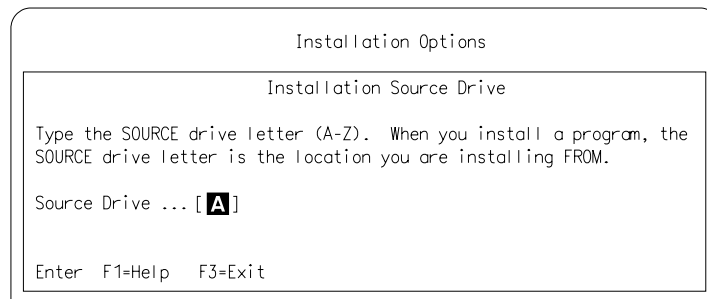 Installation Options
Installation Source Drive
Type the SOURCE drive letter (A-Z). When you install a program, the
SOURCE drive letter is the location you are installing FROM.
Source Drive ... [A]
Enter F1=Help F3=Exit